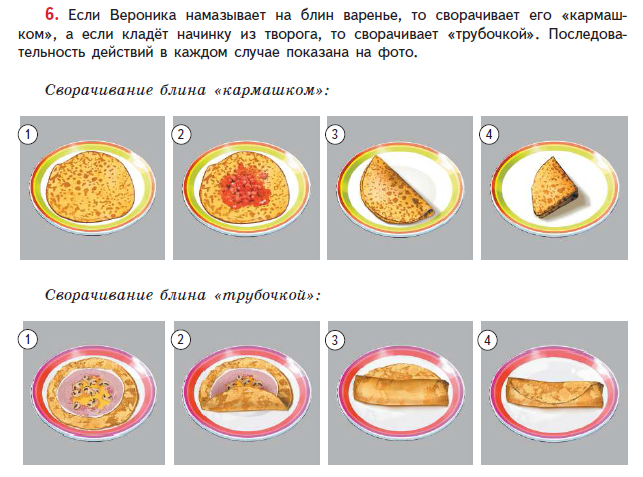 6. Если Вероника намазывает на блин варенье, то сворачивает его «кармаш-
ком», а если кладёт начинку из творога, то сворачивает «трубочкой». Последова-
тельность действий в каждом случае показана на фото.
Сворачивание блина «кармашком»:
1 2 3 4
Сворачивание блина «трубочкой»:
1 2 3 4